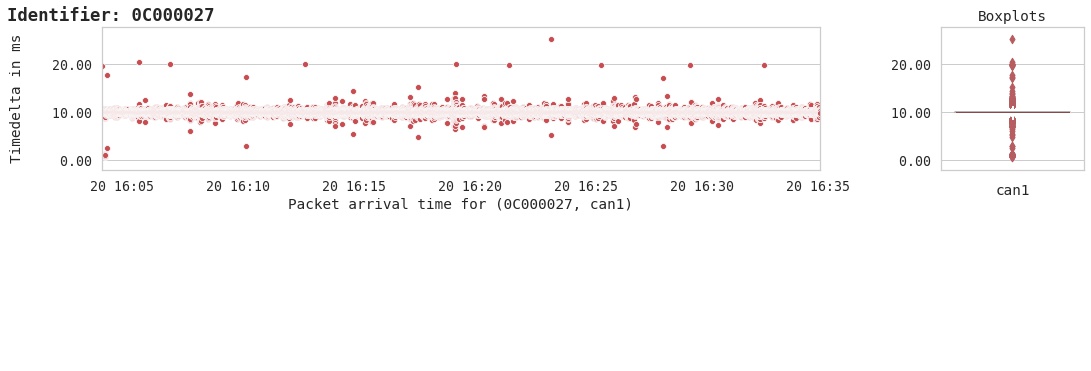 Identifier: 0C000027
Timedelta in ms
20.00
10.00
0.00
20 16:05 20 16:10 20 16:15 20 16:20 20 16:25 20 16:30 20 16:35
Packet arrival time for (0C000027, can1)
Boxplots
20.00
10.00
0.00
can1